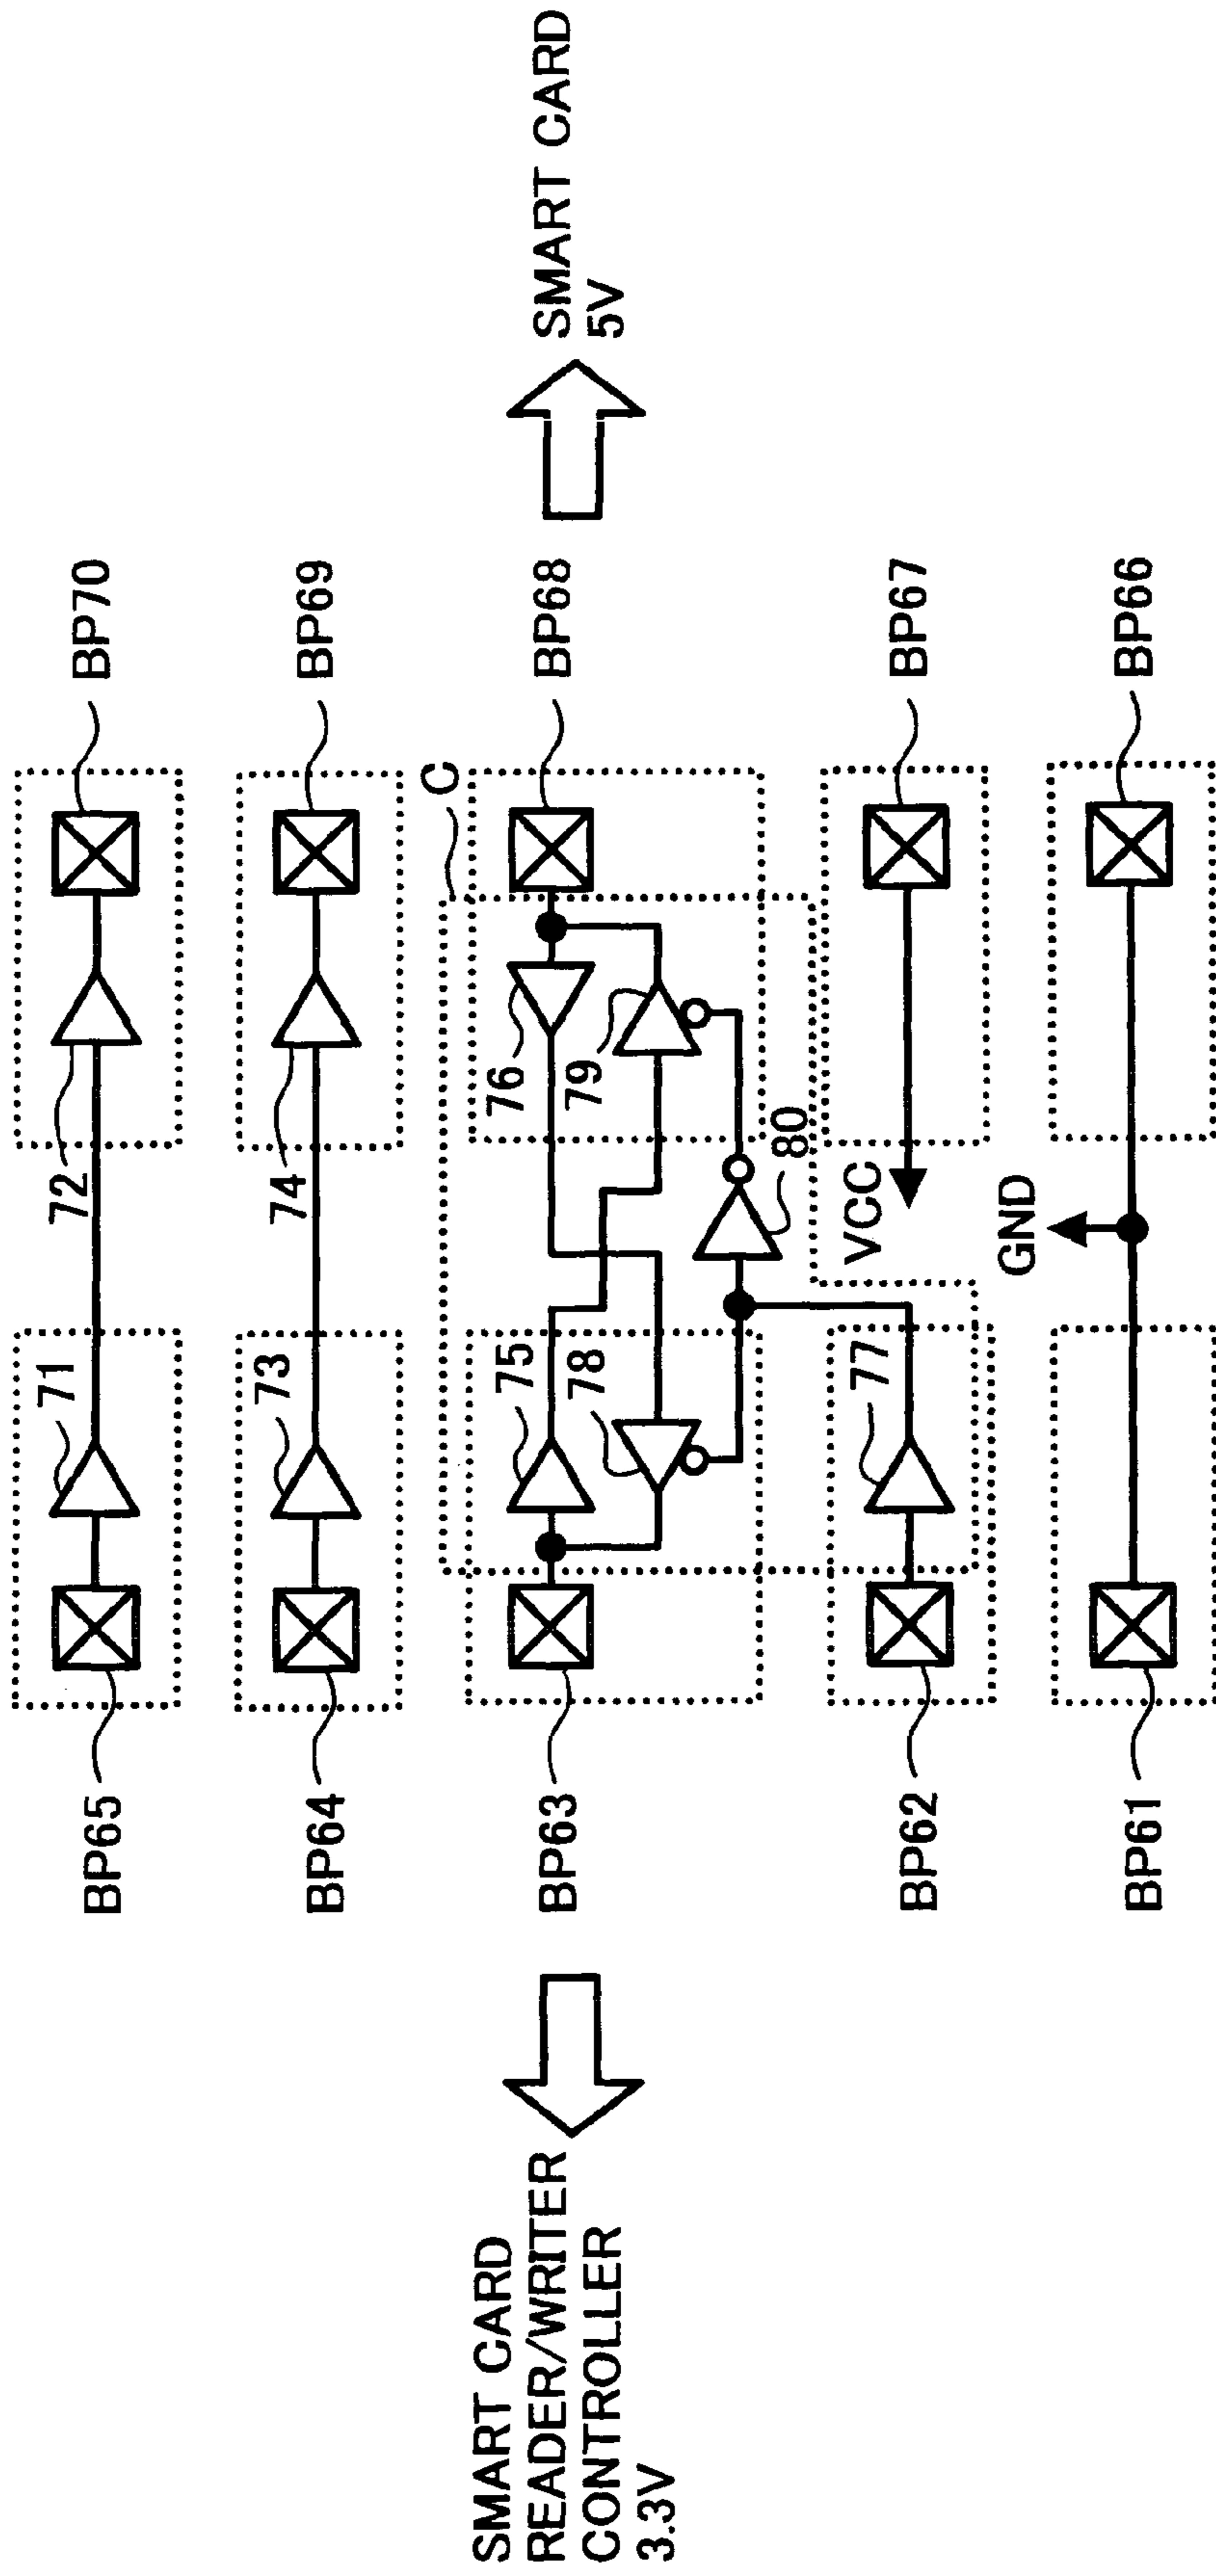 BP65
71
72
BP70
BP64
73
74
BP69
SMART CARD
READER/WRITER
CONTROLLER
3.3V
BP63
75
78
76
79
80
C
BP68
SMART CARD
5V
BP62
77
VCC
BP67
BP61
GND
BP66